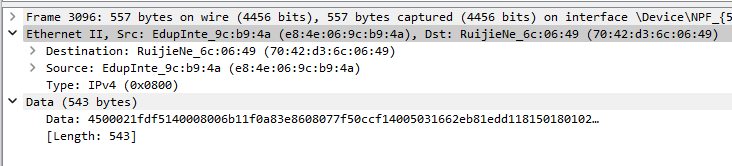 Frame 3096: 557 bytes on wire (4456 bits), 557 bytes captured (4456 bits) on interface \Device\NPF_{5
Ethernet II, Src: EdupInte_9c:b9:4a (e8:4e:06:9c:b9:4a), Dst: RuijieNe_6c:06:49 (70:42:d3:6c:06:49)
Destination: RuijieNe_6c:06:49 (70:42:d3:6c:06:49)
Source: EdupInte_9c:b9:4a (e8:4e:06:9c:b9:4a)
Type: IPv4 (0x0800)
Data (543 bytes)
Data: 4500021fdf5140008006b11f0a83e8608077f50ccf14005031662eb81edd118150180102…
[Length: 543]